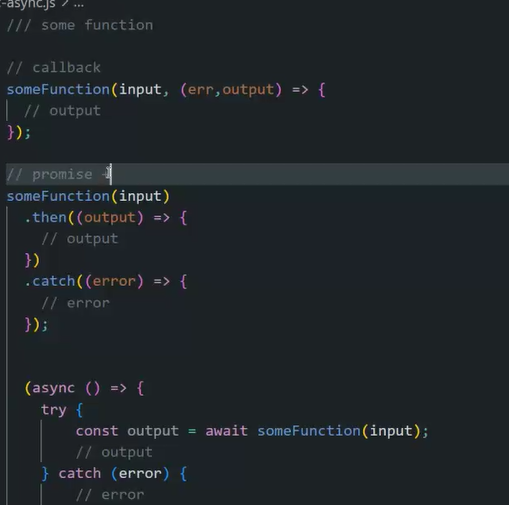 -async.js > ...
/// some function
// callback
someFunction(input, (err,output) => {
// output
});
// promise
someFunction(input)
.then((output) => {
// output
})
.catch((error) => {
// error
});
(async () => {
try {
const output = await someFunction(input);
// output
} catch (error) {
// error